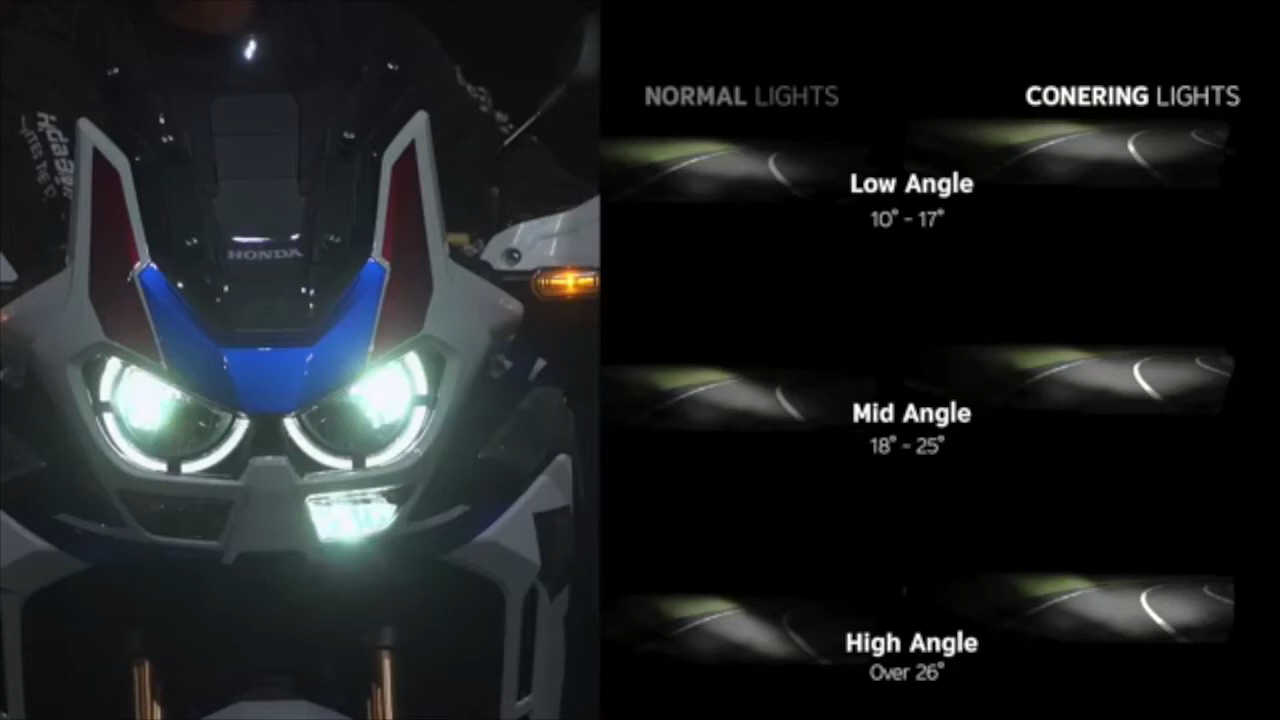 NORMAL LIGHTS
CONERING LIGHTS
Low Angle
10° - 17°
Mid Angle
18° - 25°
High Angle
Over 26°
HONDA